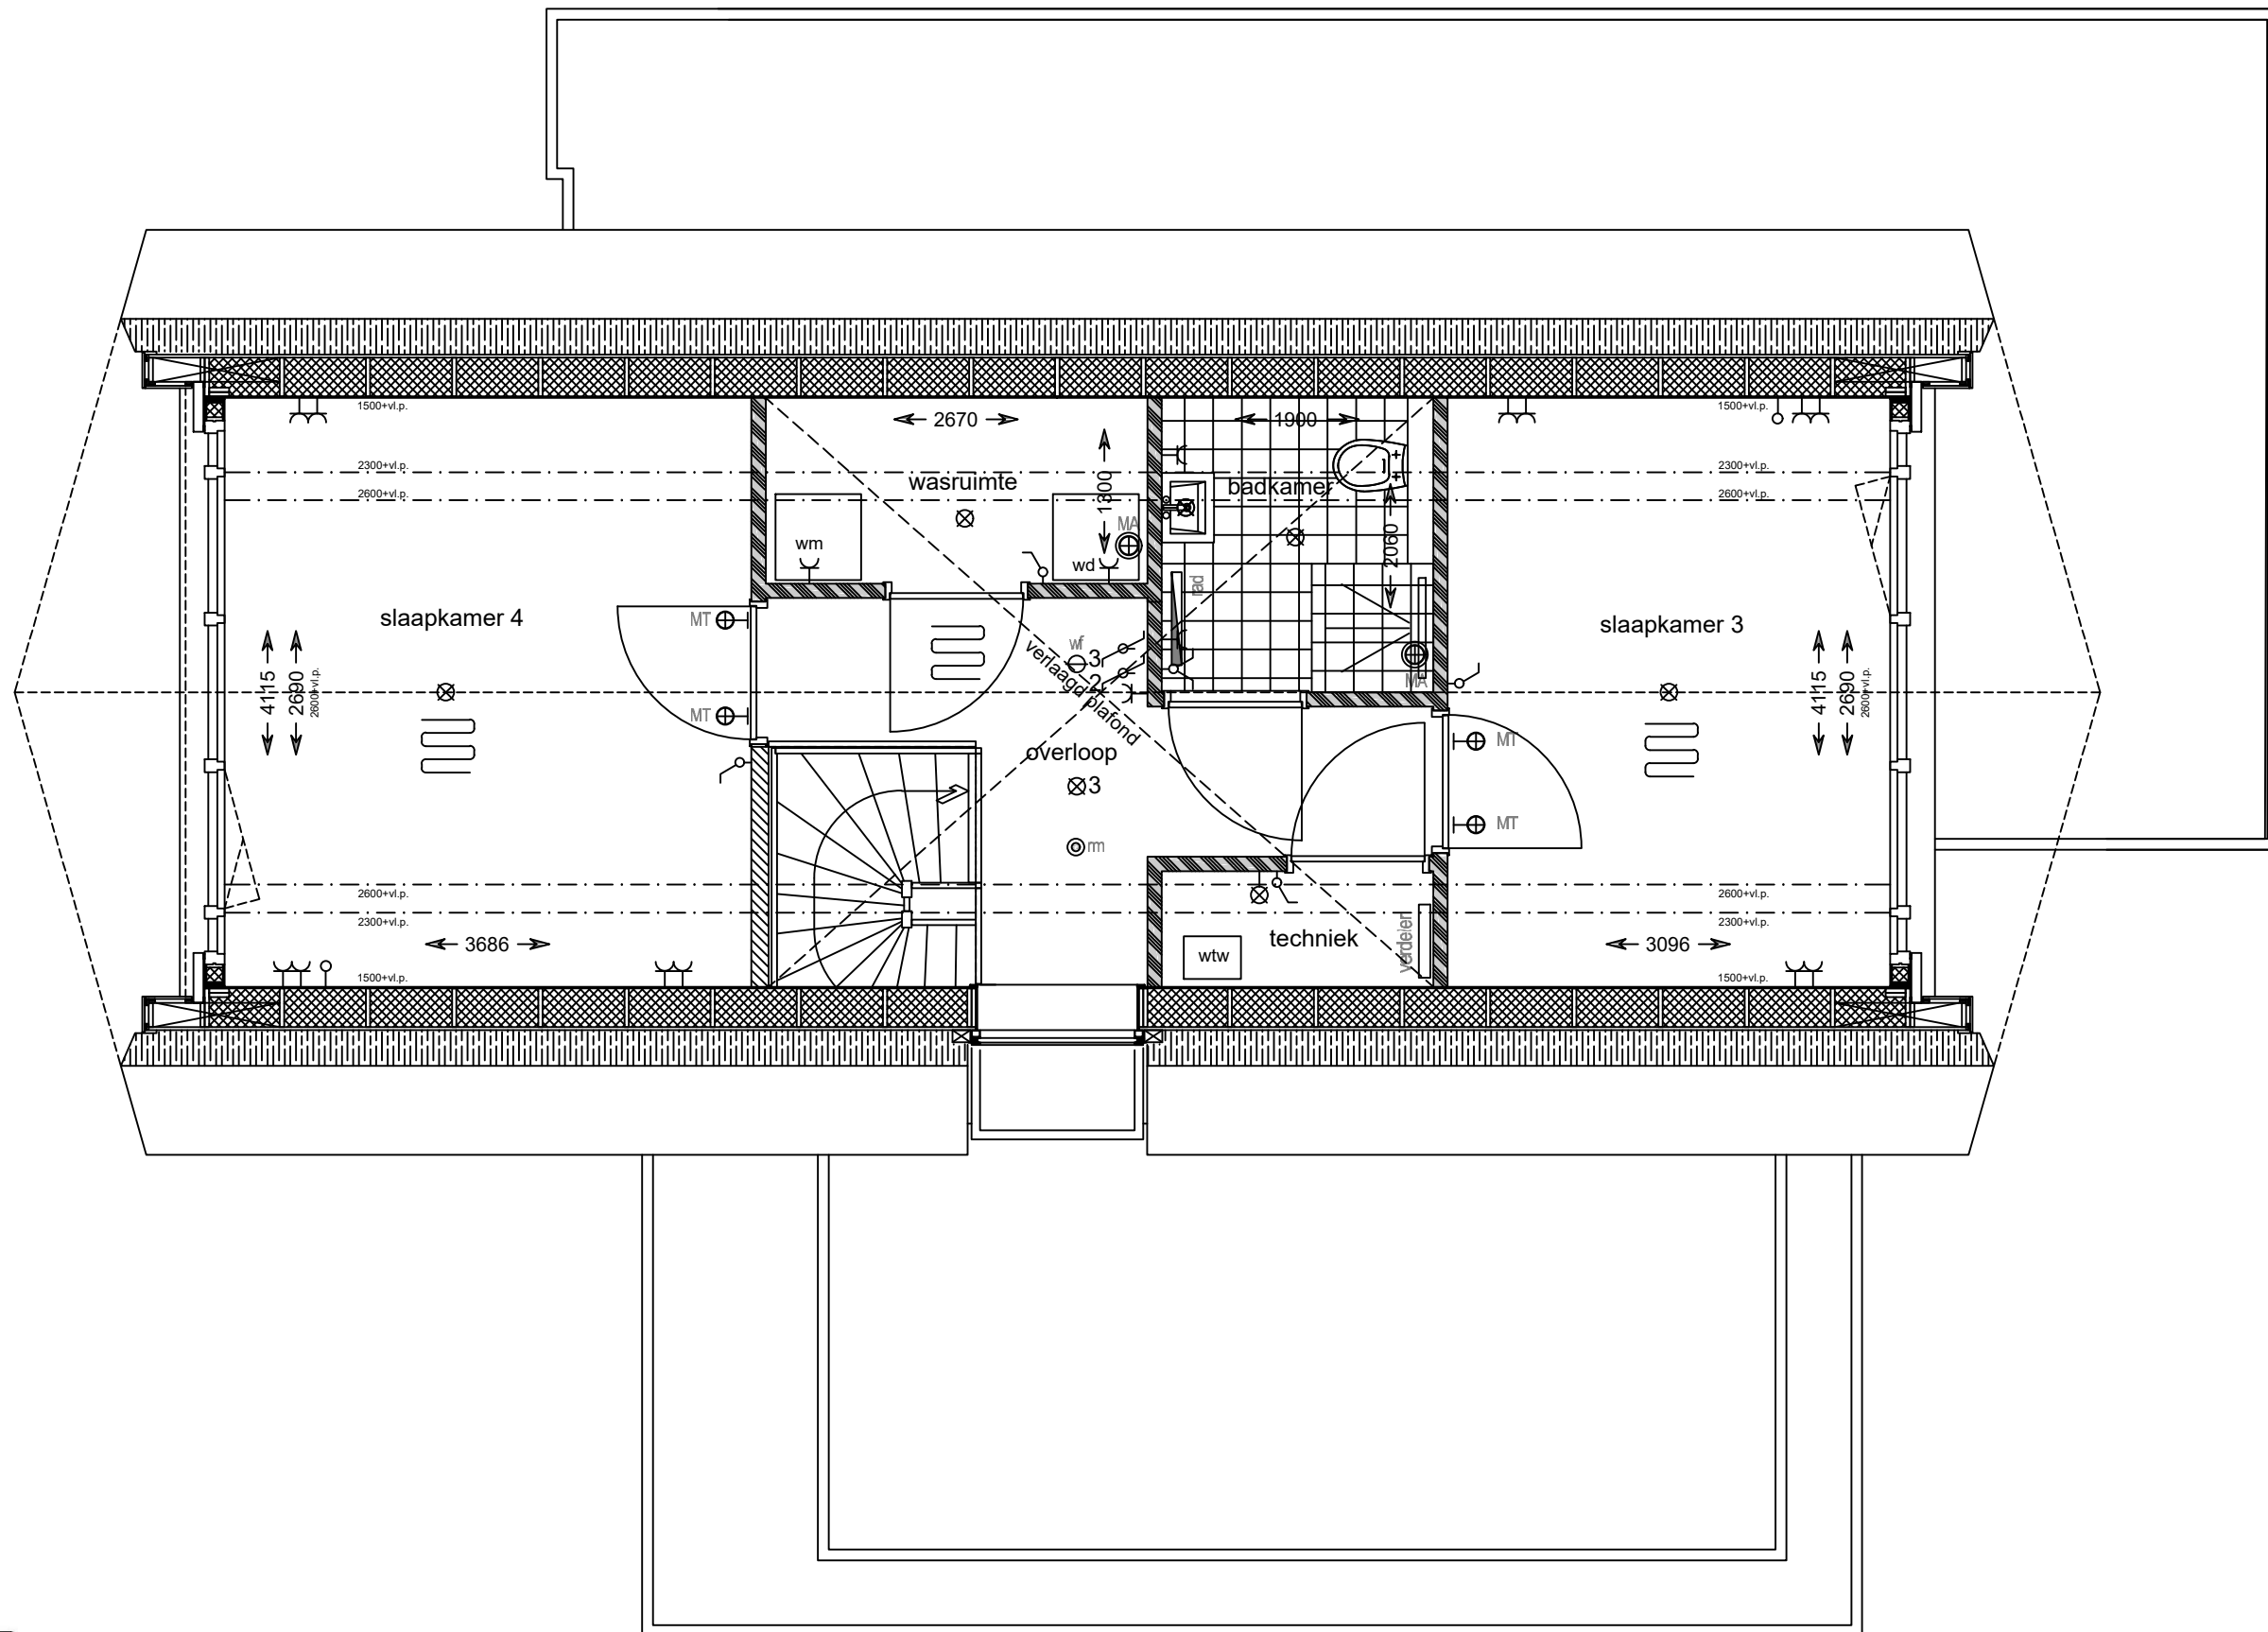 1500+vl.p.
2670
1900
1500+vl.p.
2300+vl.p.
2300+vl.p.
wasruimte
badkamer
2600+vl.p.
1300
2600+vl.p.
MA
wm
2060
wd
rad
slaapkamer 4
MT
wf
3
slaapkamer 3
verlaagd plafond
2
MA
4115
2690
2600+vl.p.
4115
2690
2600+vl.p.
MT
MT
overloop
3
MT
rm
2600+vl.p.
2600+vl.p.
2300+vl.p.
2300+vl.p.
3686
techniek
verdeler
3096
wtw
1500+vl.p.
1500+vl.p.